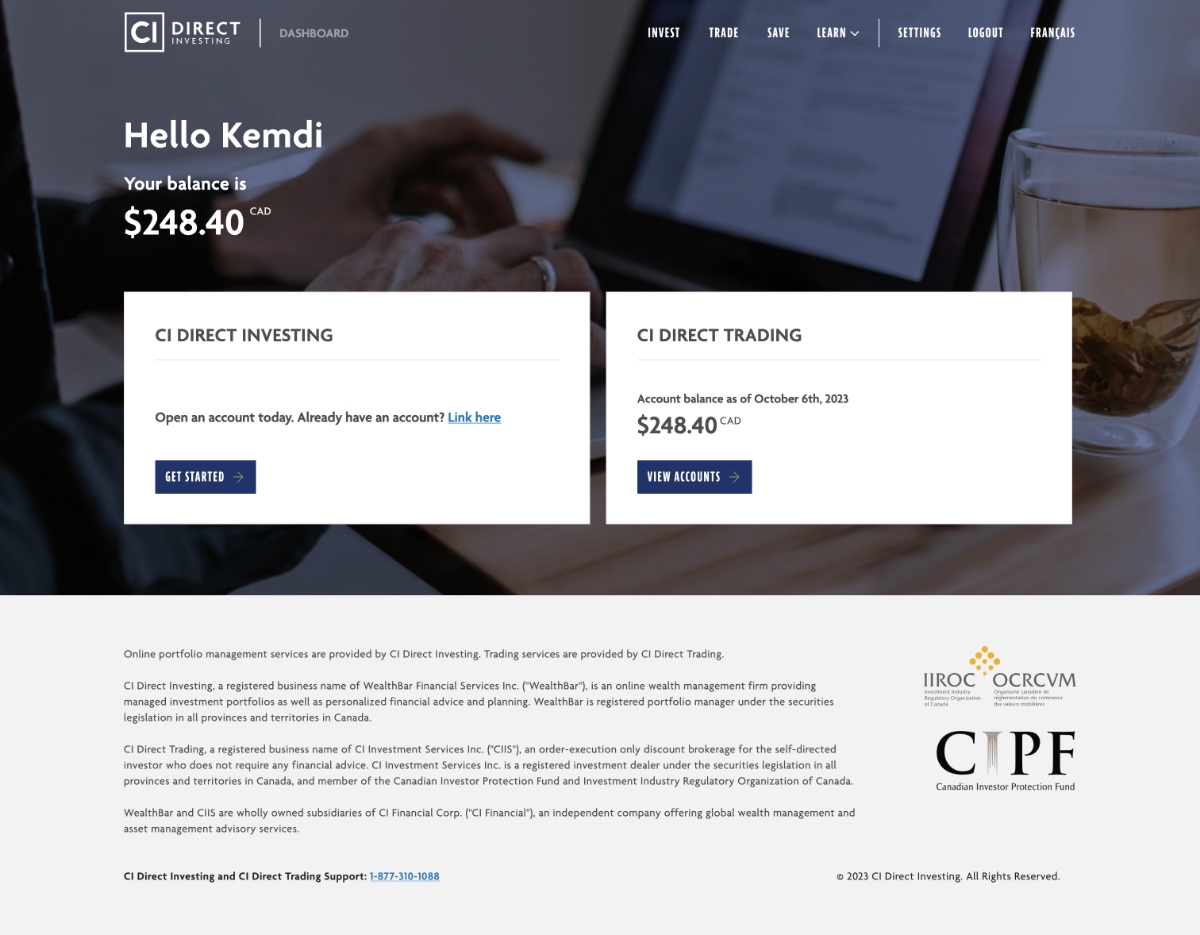 CI DIRECT INVESTING
DASHBOARD
INVEST TRADE SAVE LEARN SETTINGS LOGOUT FRANÇAIS
Hello Kemdi
Your balance is
$248.40 CAD
CI DIRECT INVESTING
Open an account today. Already have an account? Link here
GET STARTED
CI DIRECT TRADING
Account balance as of October 6th, 2023
$248.40 CAD
VIEW ACCOUNTS
Online portfolio management services are provided by CI Direct Investing. Trading services are provided by CI Direct Trading.
CI Direct Investing, a registered business name of WealthBar Financial Services Inc. ("WealthBar"), is an online wealth management firm providing
managed investment portfolios as well as personalized financial advice and planning. WealthBar is registered portfolio manager under the securities
legislation in all provinces and territories in Canada.
CI Direct Trading, a registered business name of CI Investment Services Inc. ("CIIS"), an order-execution only discount brokerage for the self-directed
investor who does not require any financial advice. CI Investment Services Inc. is a registered investment dealer under the securities legislation in all
provinces and territories in Canada, and member of the Canadian Investor Protection Fund and Investment Industry Regulatory Organization of Canada.
WealthBar and CIIS are wholly owned subsidiaries of CI Financial Corp. ("CI Financial"), an independent company offering global wealth management and
asset management advisory services.
IIROC OCRCVM
Investment Industry
Regulatory Organization
of Canada
Organisme canadien de
réglementation du commerce
des valeurs mobilières
CIPF
Canadian Investor Protection Fund
CI Direct Investing and CI Direct Trading Support: 1-877-310-1088
© 2023 CI Direct Investing. All Rights Reserved.